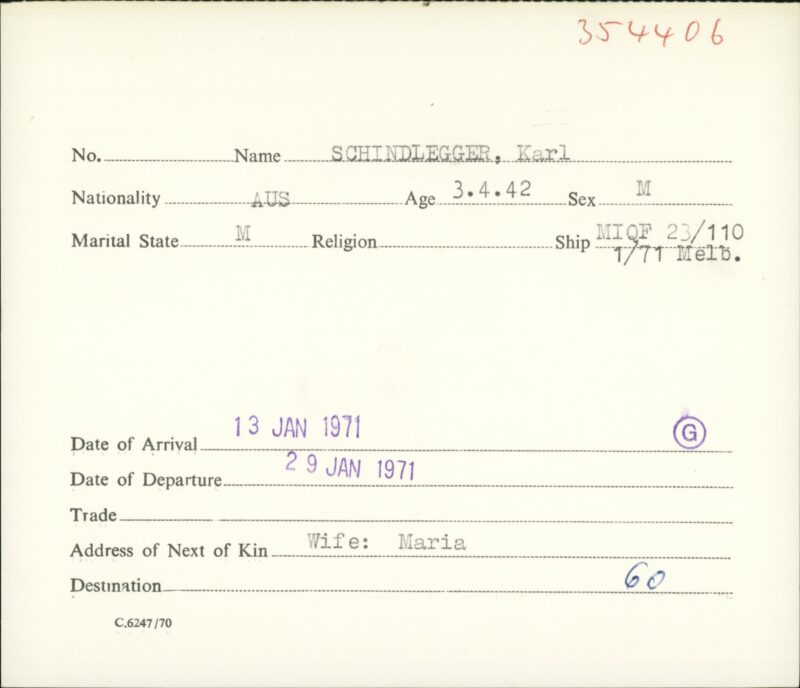 354406
No. Name SCHINDLEGGER, Karl
Nationality AUS Age 3.4.42 Sex M
Marital State M Religion Ship MIQF 23/110
1/71 Melb.
Date of Arrival 13 JAN 1971 G
Date of Departure 29 JAN 1971
Trade
Address of Next of Kin Wife: Maria
Destination 60
C.6247/70